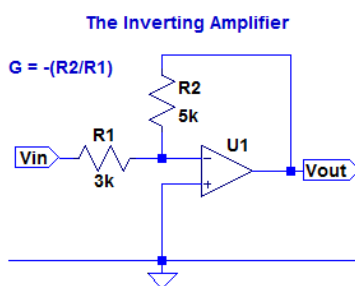 The Inverting Amplifier
G = -(R2/R1)
R2
5k
R1
3k
Vin
U1
Vout